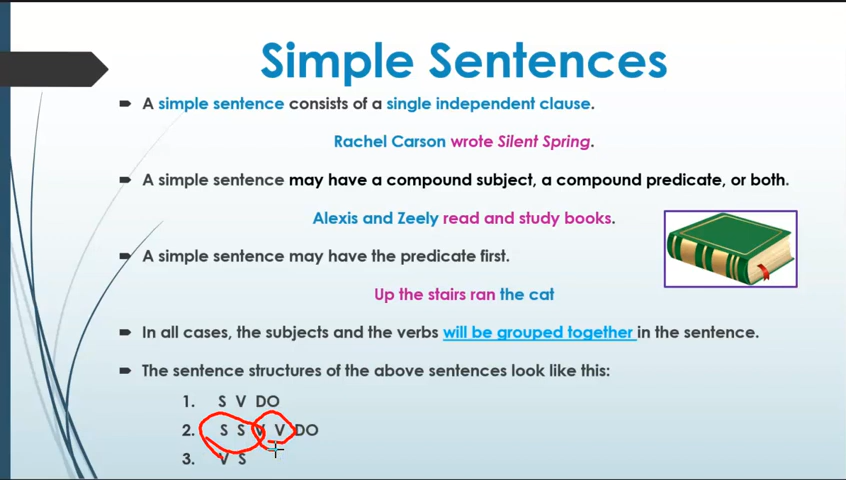 Simple Sentences
A simple sentence consists of a single independent clause.
Rachel Carson wrote Silent Spring.
A simple sentence may have a compound subject, a compound predicate, or both.
Alexis and Zeely read and study books.
A simple sentence may have the predicate first.
Up the stairs ran the cat
In all cases, the subjects and the verbs will be grouped together in the sentence.
The sentence structures of the above sentences look like this:
1. S V DO
2. S S V V DO
3. V S